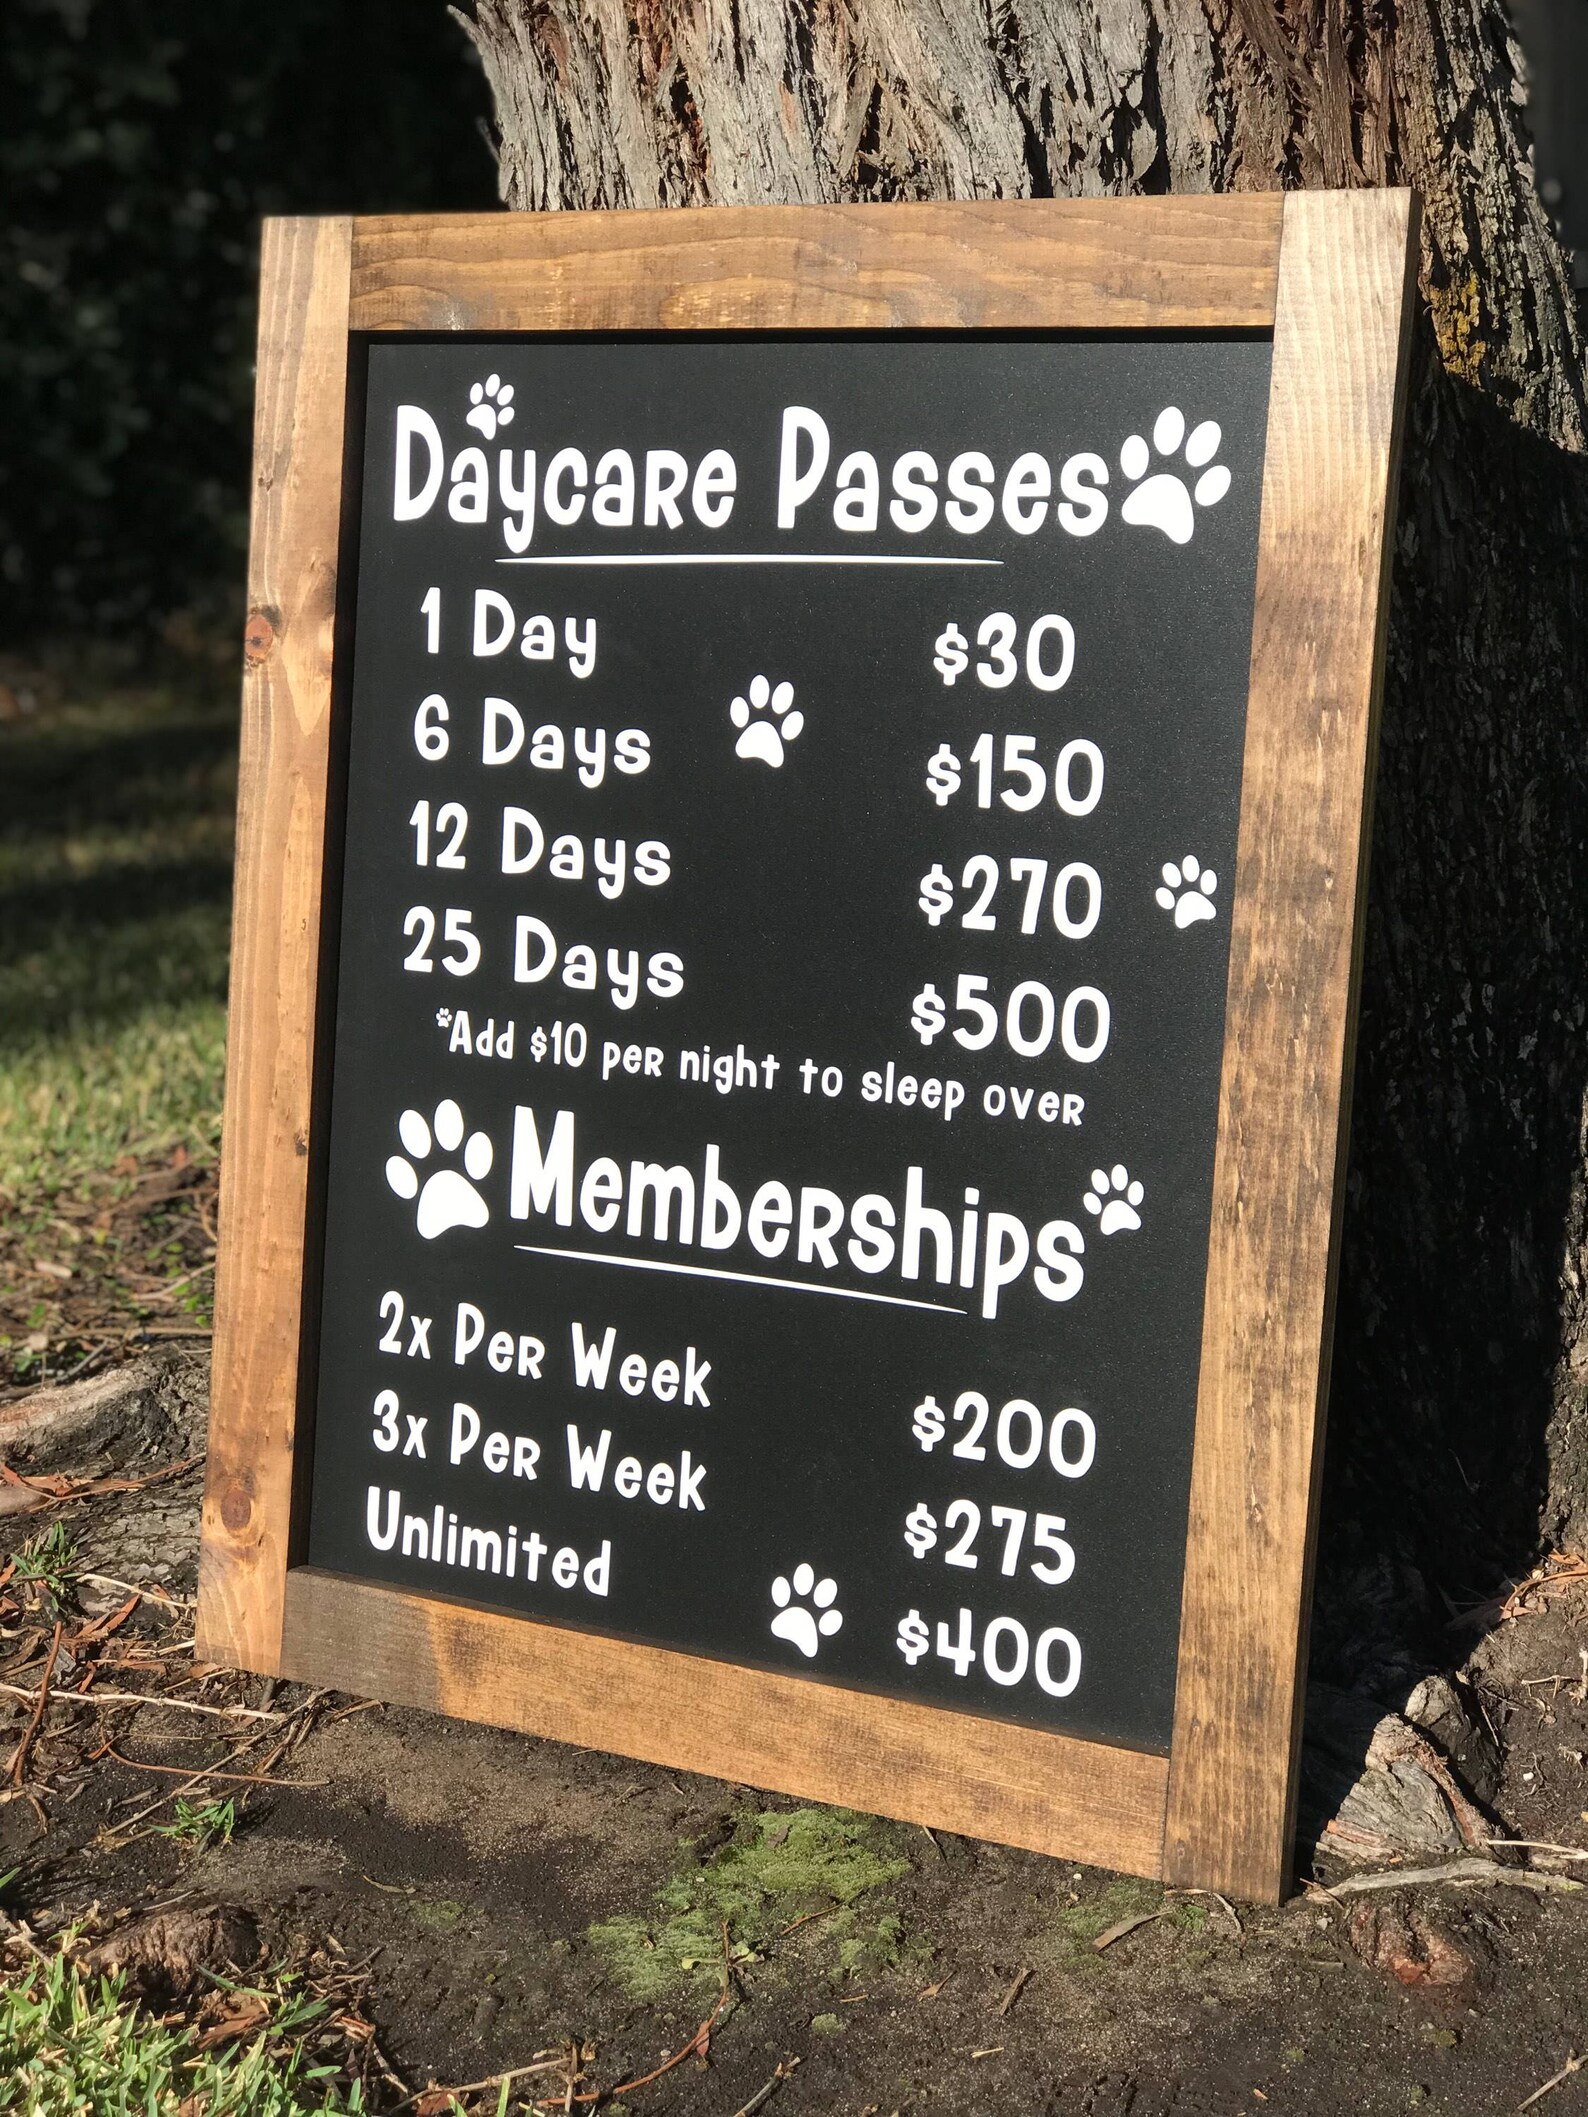 Daycare Passes
1 Day $30
6 Days $150
12 Days $270
25 Days $500
*Add $10 per night to sleep over
Memberships
2x Per Week $200
3x Per Week $275
Unlimited $400